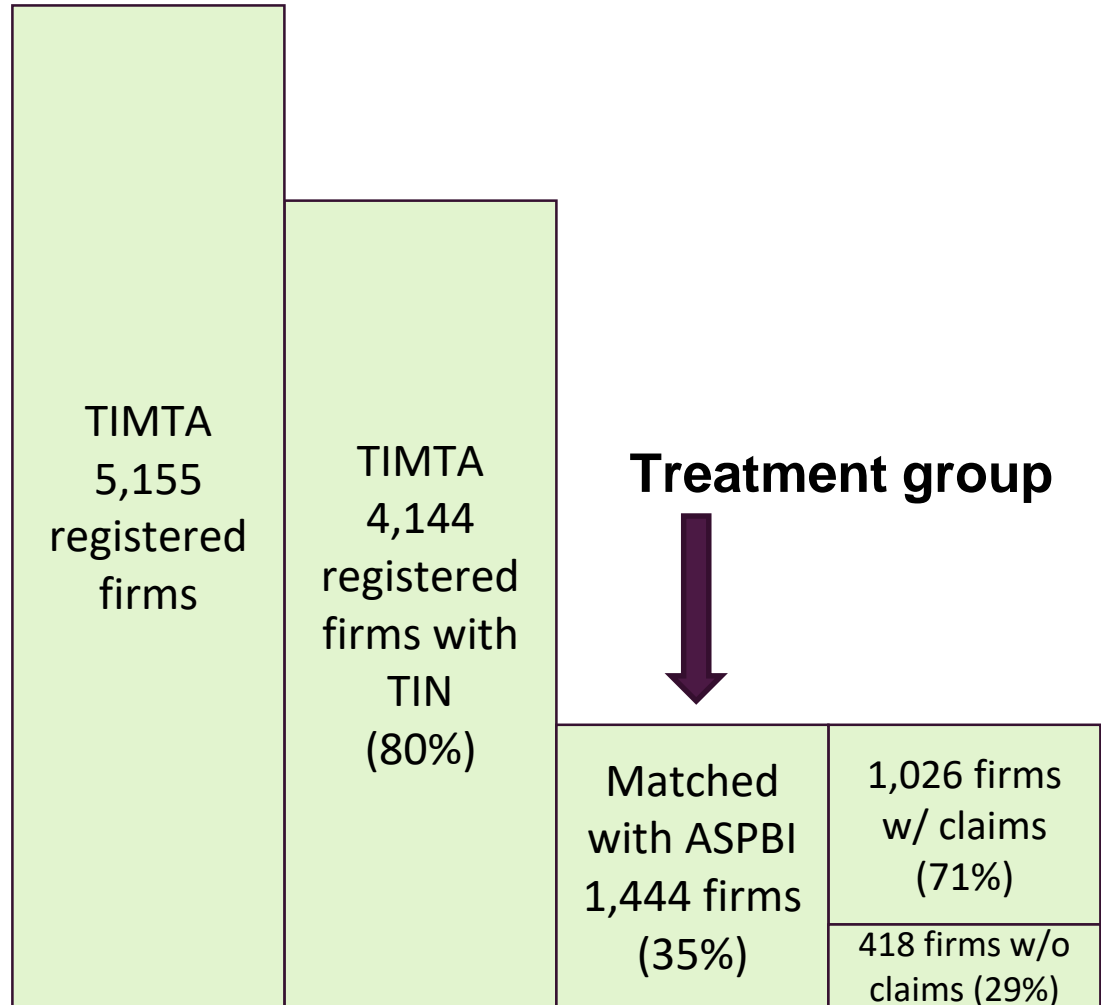 TIMTA
5,155
registered
firms
TIMTA
4,144
registered
firms with
TIN
(80%)
Treatment group
Matched
with ASPBI
1,444 firms
(35%)
1,026 firms
w/ claims
(71%)
418 firms w/o
claims (29%)